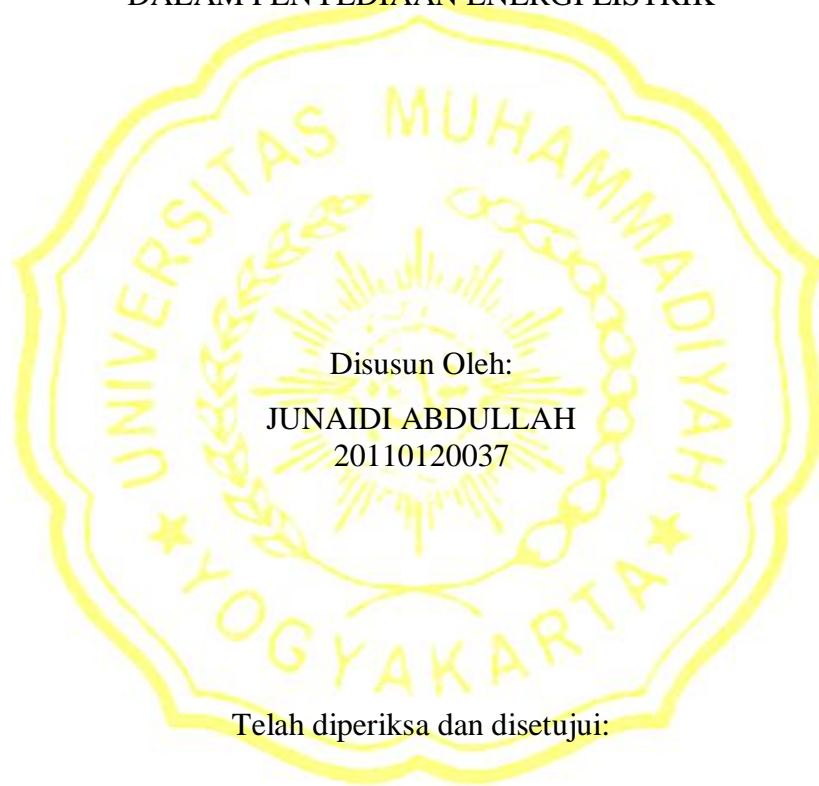 DALAM PENYEDIAAN ENERGI LISTRIK
UNIVERSITAS MUHAMMADIYAH
YOGYAKARTA
Disusun Oleh:
JUNAIDI ABDULLAH
20110120037
Telah diperiksa dan disetujui: